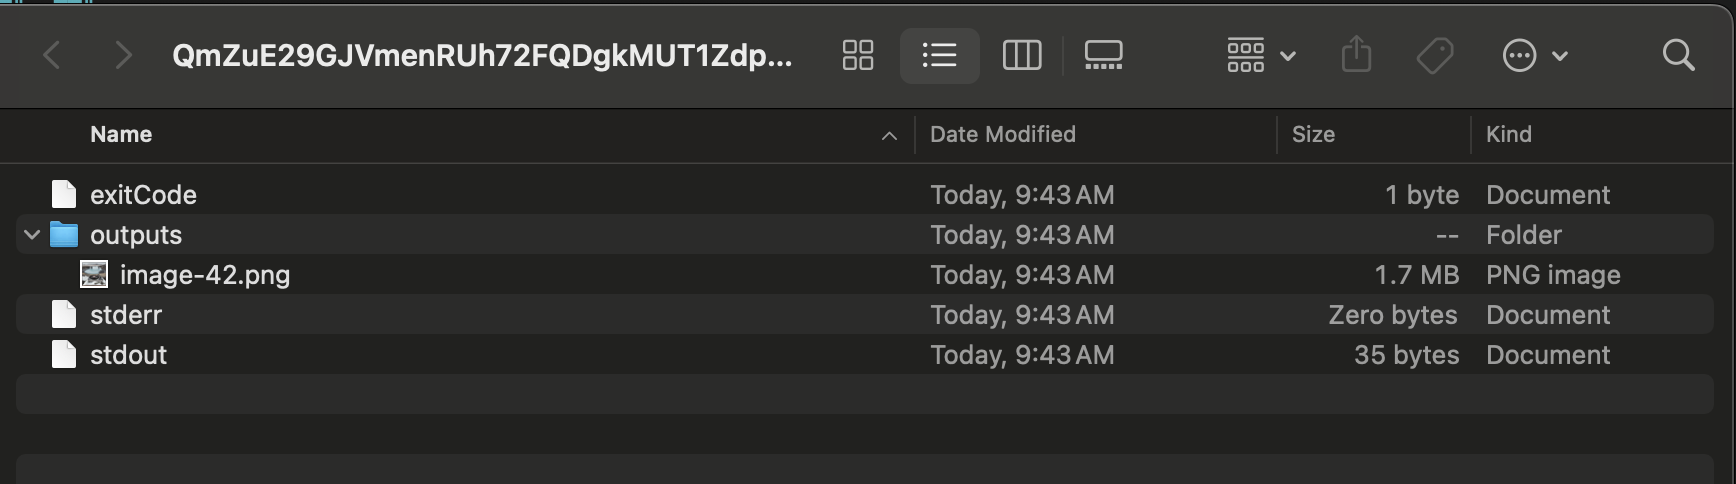 QmZuE29GJVmenRUh72FQDgkMUT1Zdp...
Name Date Modified Size Kind
exitCode Today, 9:43 AM 1 byte Document
outputs Today, 9:43 AM -- Folder
image-42.png Today, 9:43 AM 1.7 MB PNG image
stderr Today, 9:43 AM Zero bytes Document
stdout Today, 9:43 AM 35 bytes Document